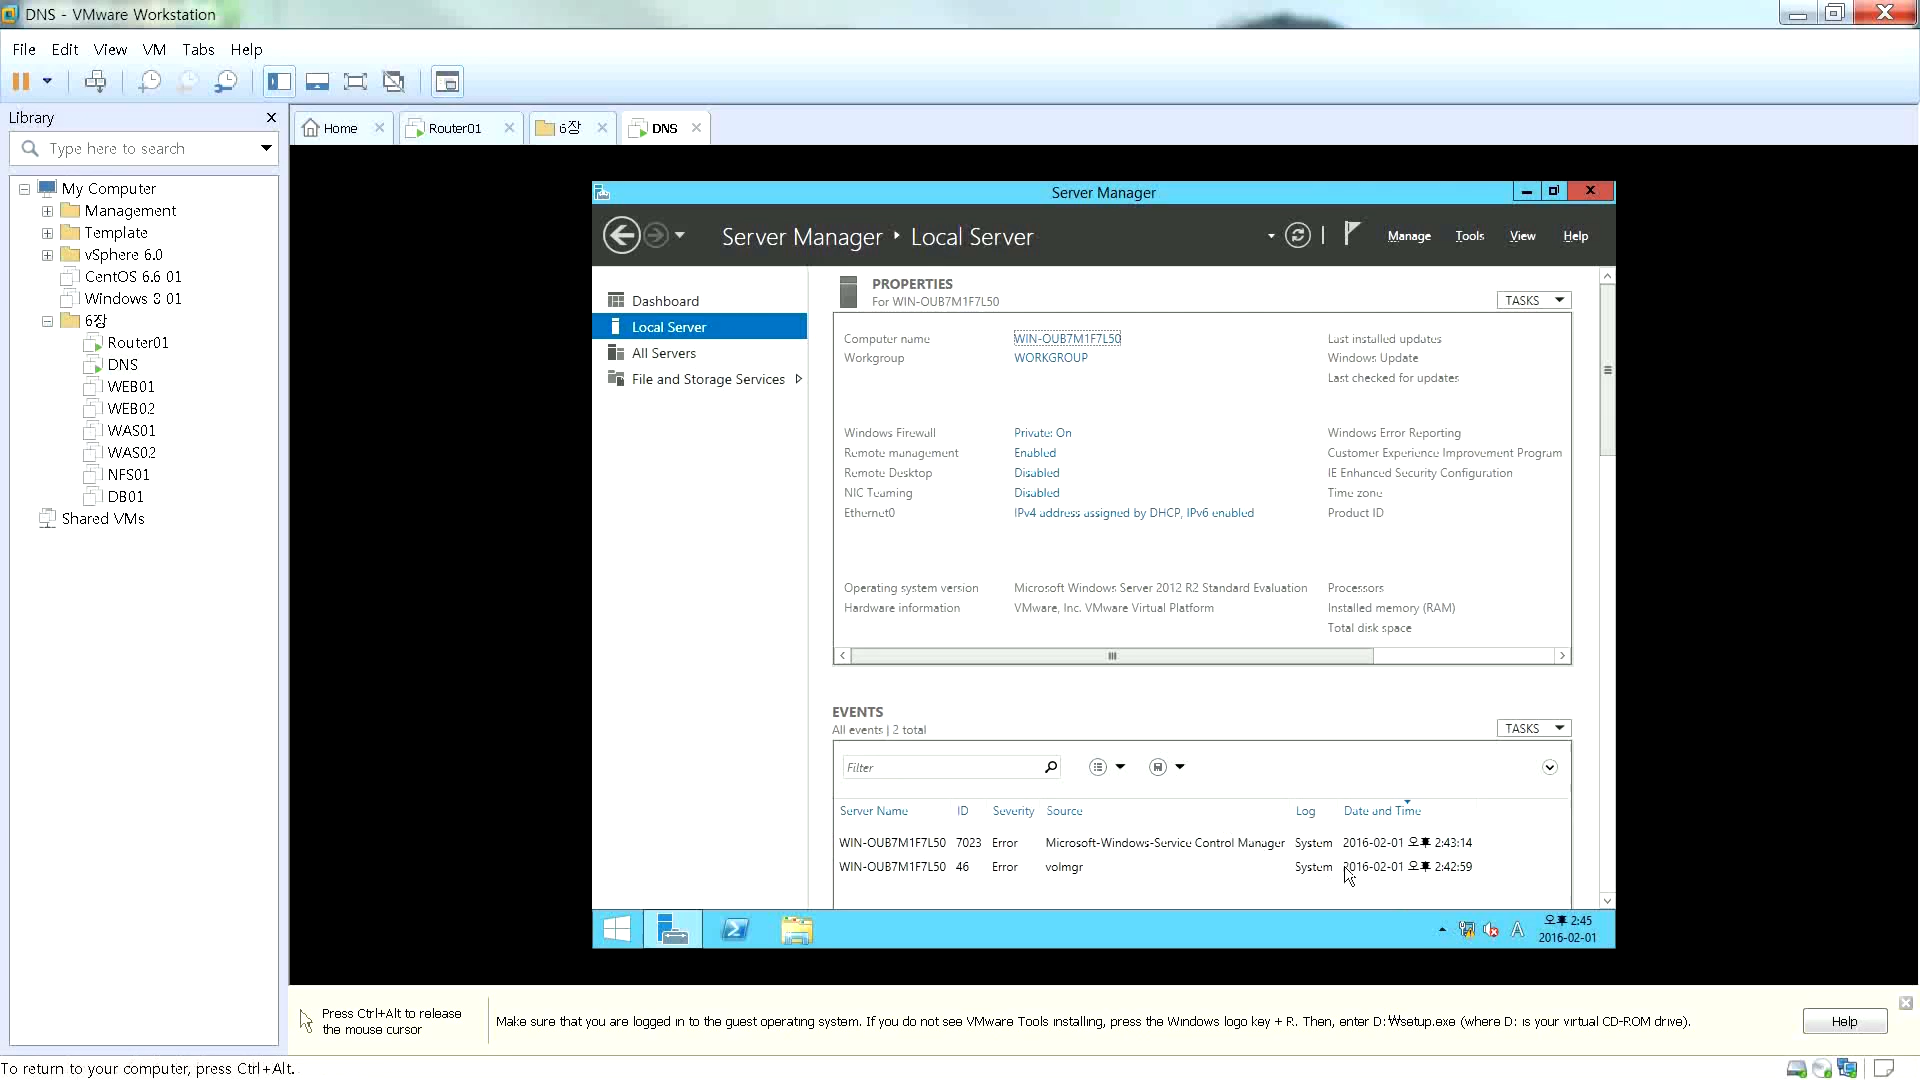 DNS - VMware Workstation
File Edit View VM Tabs Help
Library
Type here to search
My Computer
Management
Template
vSphere 6.0
CentOS 6.6 01
Windows 8 01
6장
Router01
DNS
WEB01
WEB02
WAS01
WAS02
NFS01
DB01
Shared VMs
Home Router01 6장 DNS
Server Manager
Server Manager Local Server
Manage Tools View Help
Dashboard
Local Server
All Servers
File and Storage Services
PROPERTIES
For WIN-OUB7M1F7L50
TASKS
Computer name WIN-OUB7M1F7L50 Last installed updates
Workgroup WORKGROUP Windows Update
Last checked for updates
Windows Firewall Private: On Windows Error Reporting
Remote management Enabled Customer Experience Improvement Program
Remote Desktop Disabled IE Enhanced Security Configuration
NIC Teaming Disabled Time zone
Ethernet0 IPv4 address assigned by DHCP, IPv6 enabled Product ID
Operating system version Microsoft Windows Server 2012 R2 Standard Evaluation Processors
Hardware information VMware, Inc. VMware Virtual Platform Installed memory (RAM)
Total disk space
EVENTS
All events | 2 total
TASKS
Filter
Server Name ID Severity Source Log Date and Time
WIN-OUB7M1F7L50 7023 Error Microsoft-Windows-Service Control Manager System 2016-02-01 오후 2:43:14
WIN-OUB7M1F7L50 46 Error volmgr System 2016-02-01 오후 2:42:59
A
오후 2:45
2016-02-01
Press Ctrl+Alt to release
the mouse cursor
Make sure that you are logged in to the guest operating system. If you do not see VMware Tools installing, press the Windows logo key + R. Then, enter D:₩setup.exe (where D: is your virtual CD-ROM drive).
Help
To return to your computer, press Ctrl+Alt.